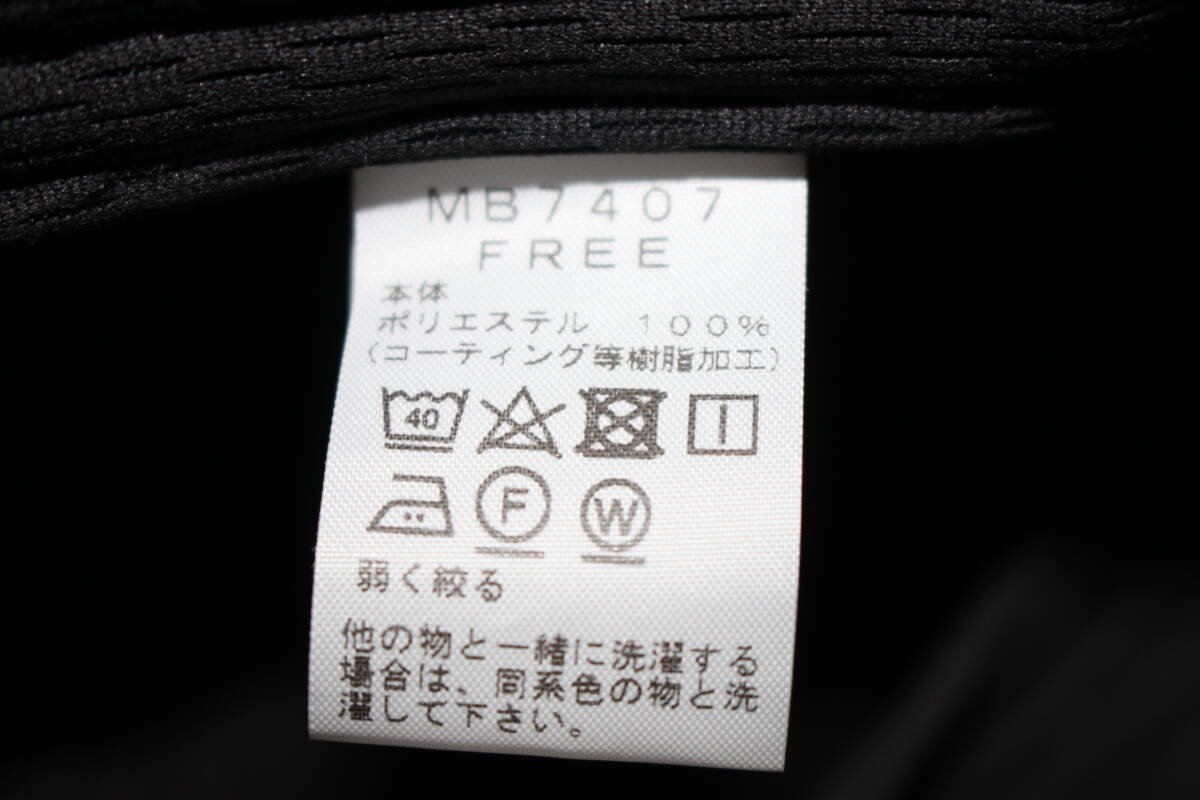 MB7407
FREE
本体
ポリエステル 100%
(コーティング等樹脂加工)
40
F W
弱く絞る
他の物と一緒に洗濯する
場合は、同系色の物と洗
濯して下さい。